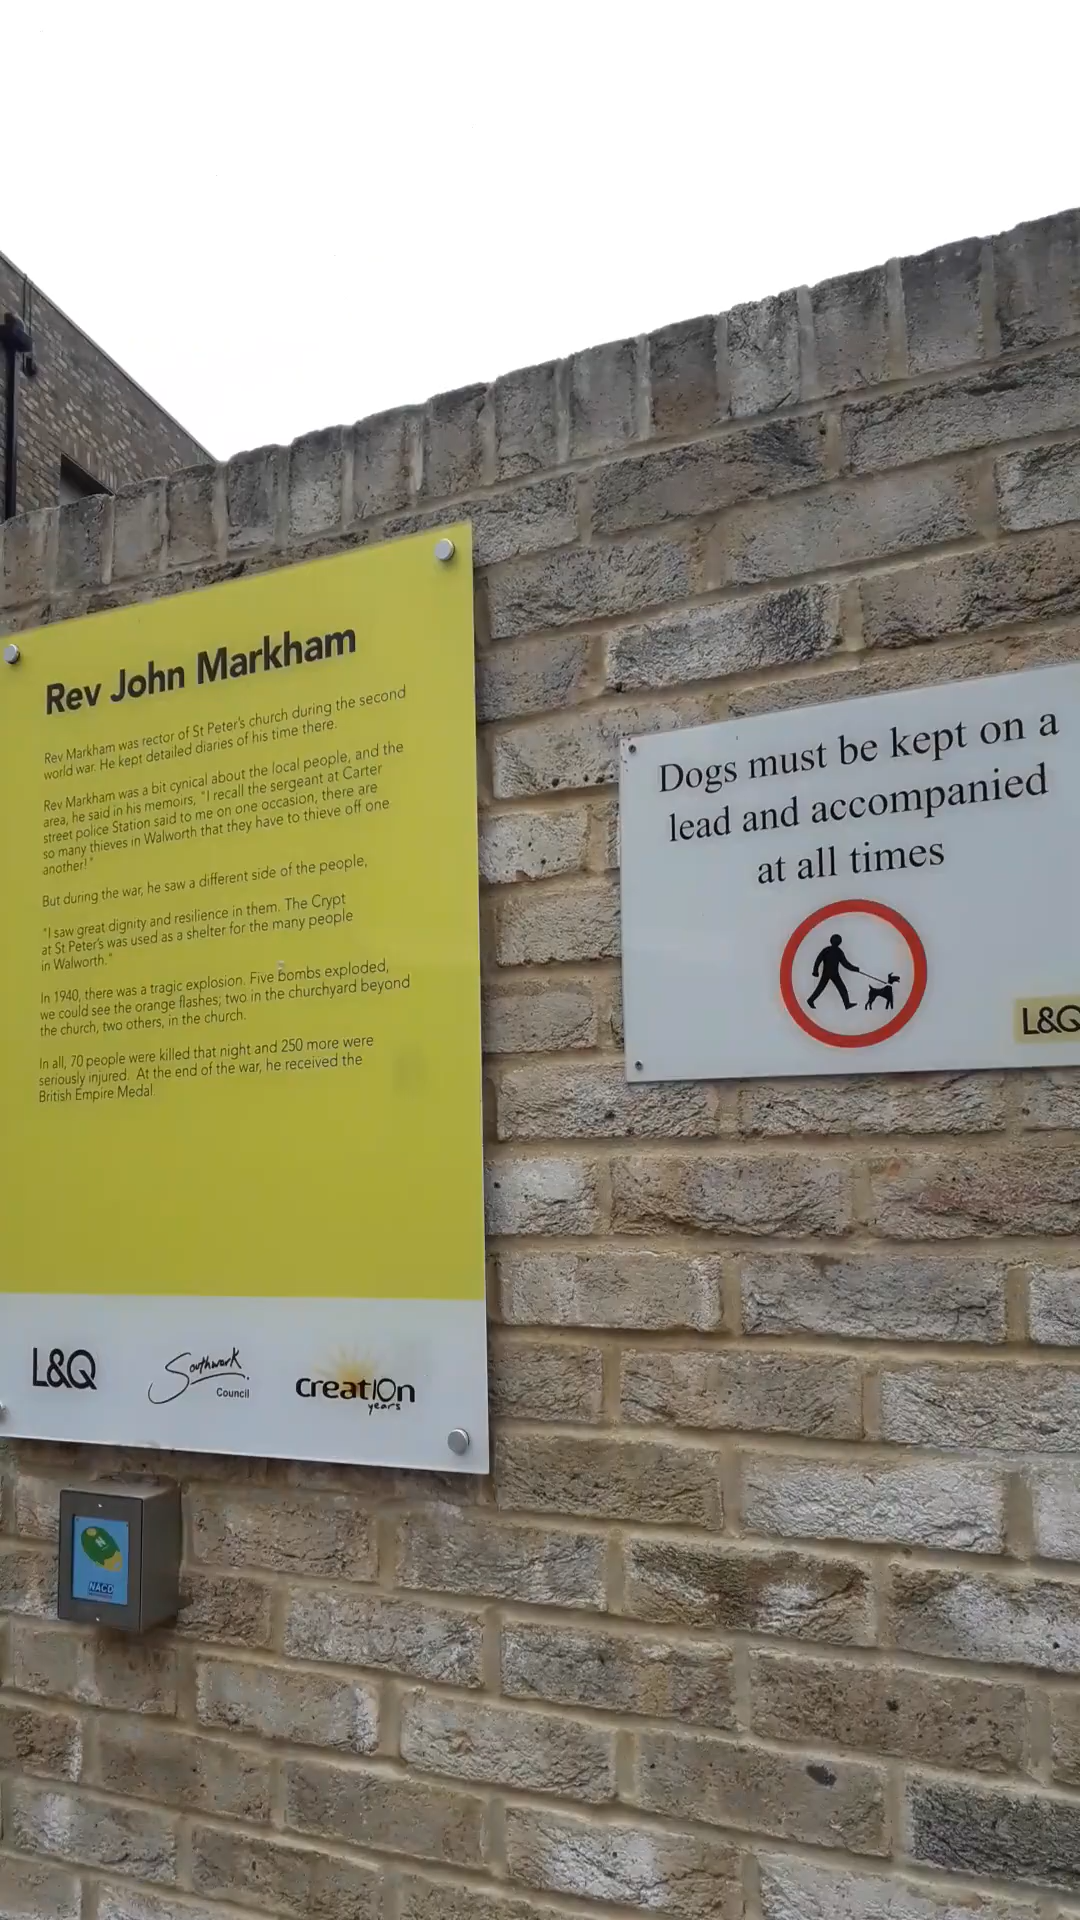 Rev John Markham
Rev Markham was rector of St Peter's church during the second
world war. He kept detailed diaries of his time there.
Rev Markham was a bit cynical about the local people, and the
area, he said in his memoirs, "I recall the sergeant at Carter
street police Station said to me on one occasion, there are
so many thieves in Walworth that they have to thieve off one
another!"
But during the war, he saw a different side of the people,
"I saw great dignity and resilience in them. The Crypt
at St Peter's was used as a shelter for the many people
in Walworth."
In 1940, there was a tragic explosion. Five bombs exploded,
we could see the orange flashes; two in the churchyard beyond
the church, two others, in the church.
In all, 70 people were killed that night and 250 more were
seriously injured. At the end of the war, he received the
British Empire Medal.
L&Q
Southwark
Council
creat10n
years
NACD
Dogs must be kept on a
lead and accompanied
at all times
L&Q